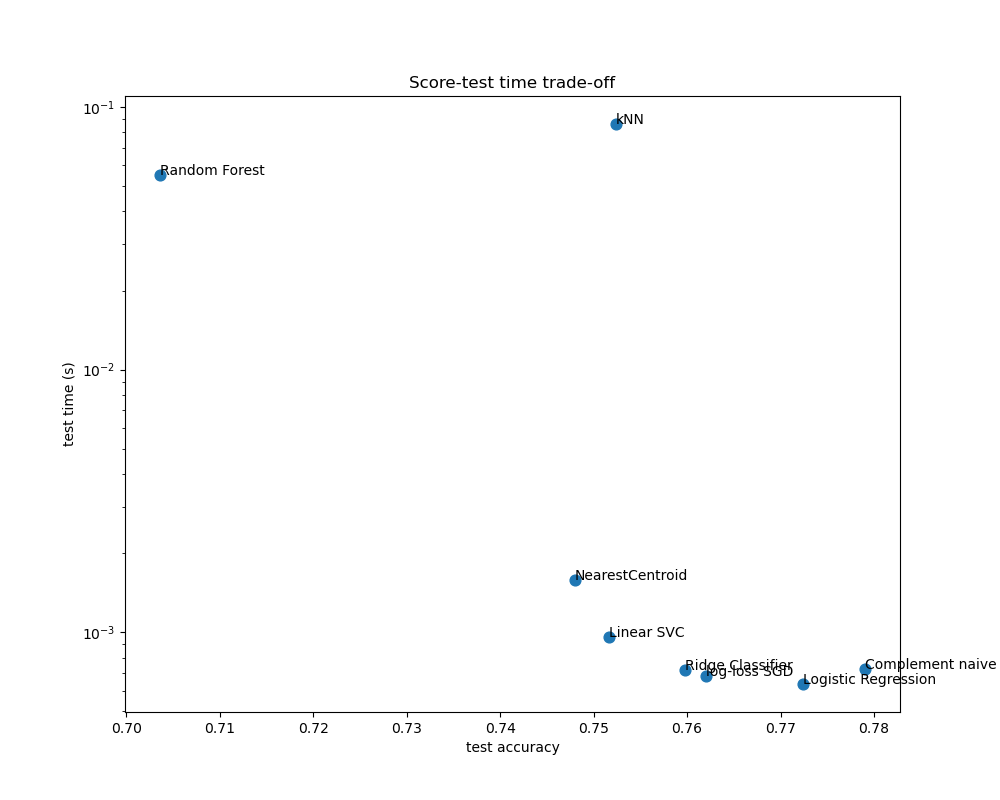 Score-test time trade-off
10⁻¹
kNN
Random Forest
10⁻²
test time (s)
NearestCentroid
10⁻³
Linear SVC
Ridge Classifier
log-loss SGD
Complement naive
Logistic Regression
0.70 0.71 0.72 0.73 0.74 0.75 0.76 0.77 0.78
test accuracy